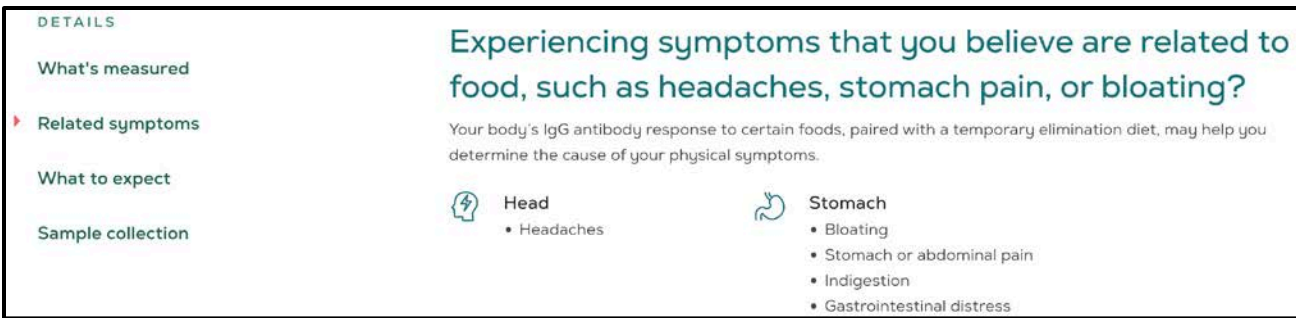 DETAILS
What's measured
Related symptoms
What to expect
Sample collection
Experiencing symptoms that you believe are related to
food, such as headaches, stomach pain, or bloating?
Your body's IgG antibody response to certain foods, paired with a temporary elimination diet, may help you
determine the cause of your physical symptoms.
Head
• Headaches
Stomach
• Bloating
• Stomach or abdominal pain
• Indigestion
• Gastrointestinal distress